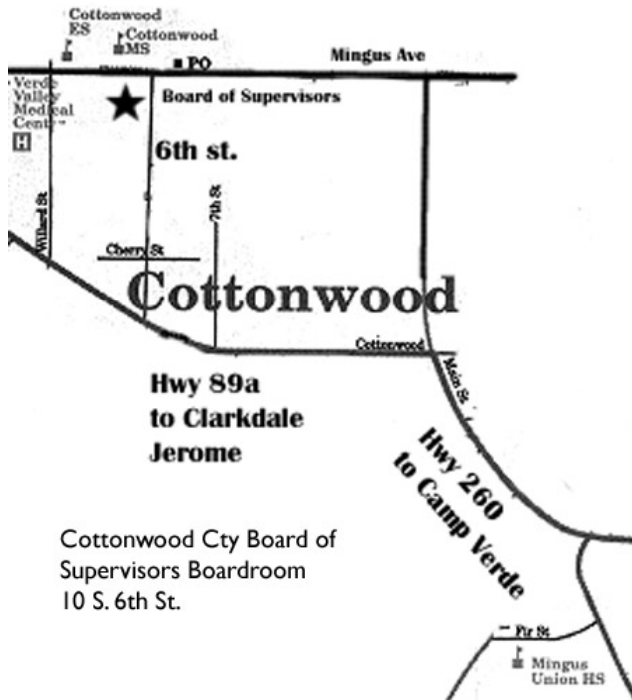 Cottonwood
ES
Cottonwood
MS
PO
Mingus Ave
Verde
Valley
Medical
Cent
H
Board of Supervisors
6th st.
Willard St
7th St
Cherry St
Cottonwood
Cottonwood
Main St
Hwy 89a
to Clarkdale
Jerome
Hwy 260
to Camp Verde
Cottonwood Cty Board of
Supervisors Boardroom
10 S. 6th St.
Fir St
Mingus
Union HS